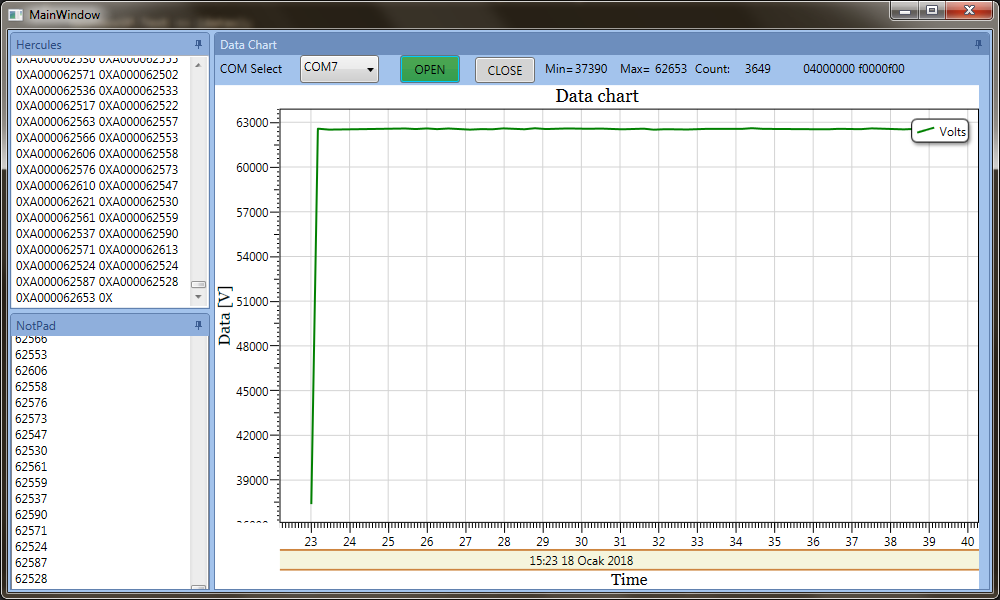 MainWindow
Hercules
0XA000062530 0XA000062555
0XA000062571 0XA000062502
0XA000062536 0XA000062533
0XA000062517 0XA000062522
0XA000062563 0XA000062557
0XA000062566 0XA000062553
0XA000062606 0XA000062558
0XA000062576 0XA000062573
0XA000062610 0XA000062547
0XA000062621 0XA000062530
0XA000062561 0XA000062559
0XA000062537 0XA000062590
0XA000062571 0XA000062613
0XA000062524 0XA000062524
0XA000062587 0XA000062528
0XA000062653 0X
NotPad
62566
62553
62606
62558
62576
62573
62547
62530
62561
62559
62537
62590
62571
62524
62587
62528
Data Chart
COM Select COM7 OPEN CLOSE Min= 37390 Max= 62653 Count: 3649 04000000 f0000f00
Data chart
Volts
Data [V]
63000
60000
57000
54000
51000
48000
45000
42000
39000
36000
23 24 25 26 27 28 29 30 31 32 33 34 35 36 37 38 39 40
15:23 18 Ocak 2018
Time